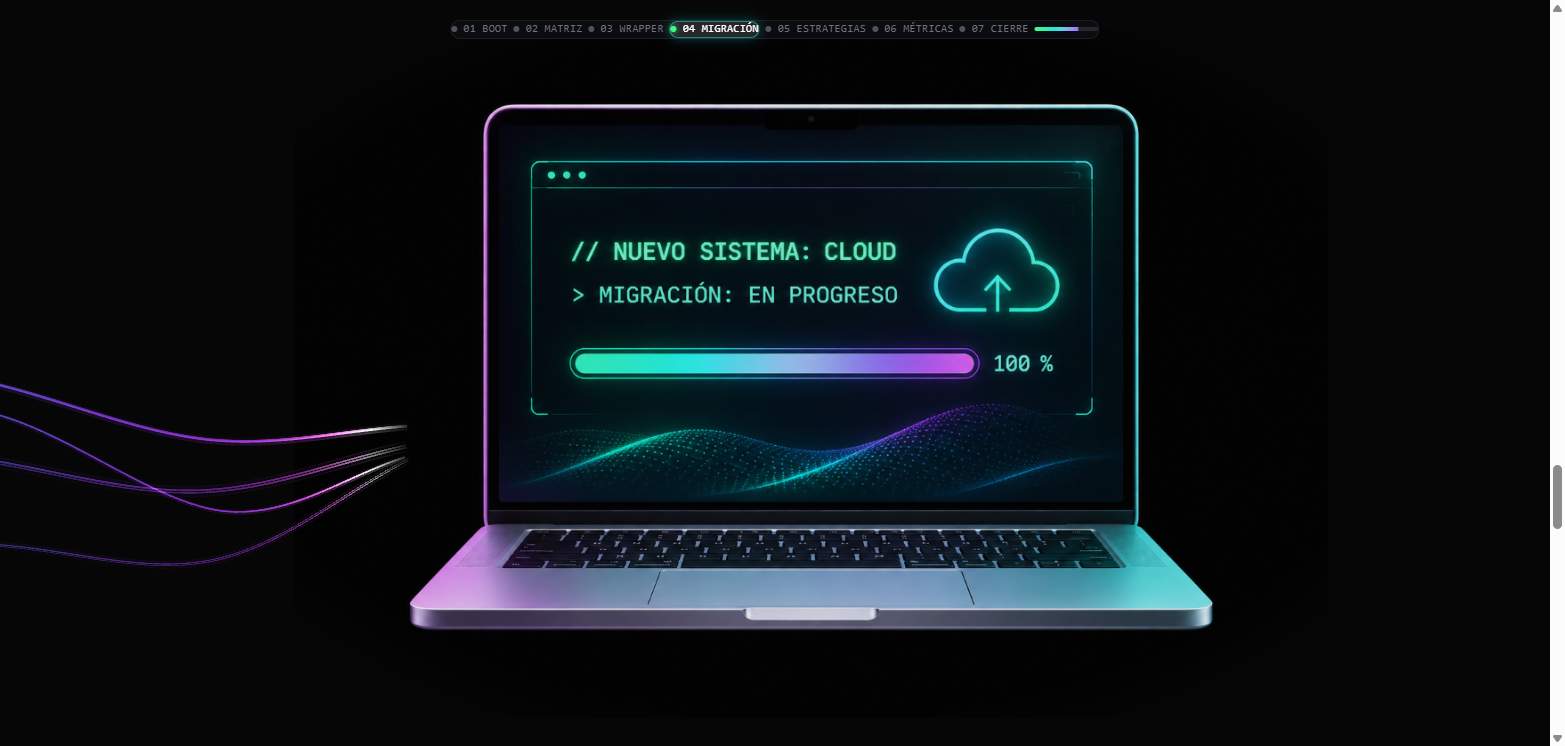 01 BOOT 02 MATRIZ 03 WRAPPER 04 MIGRACIÓN 05 ESTRATEGIAS 06 MÉTRICAS 07 CIERRE
// NUEVO SISTEMA: CLOUD
> MIGRACIÓN: EN PROGRESO
100 %